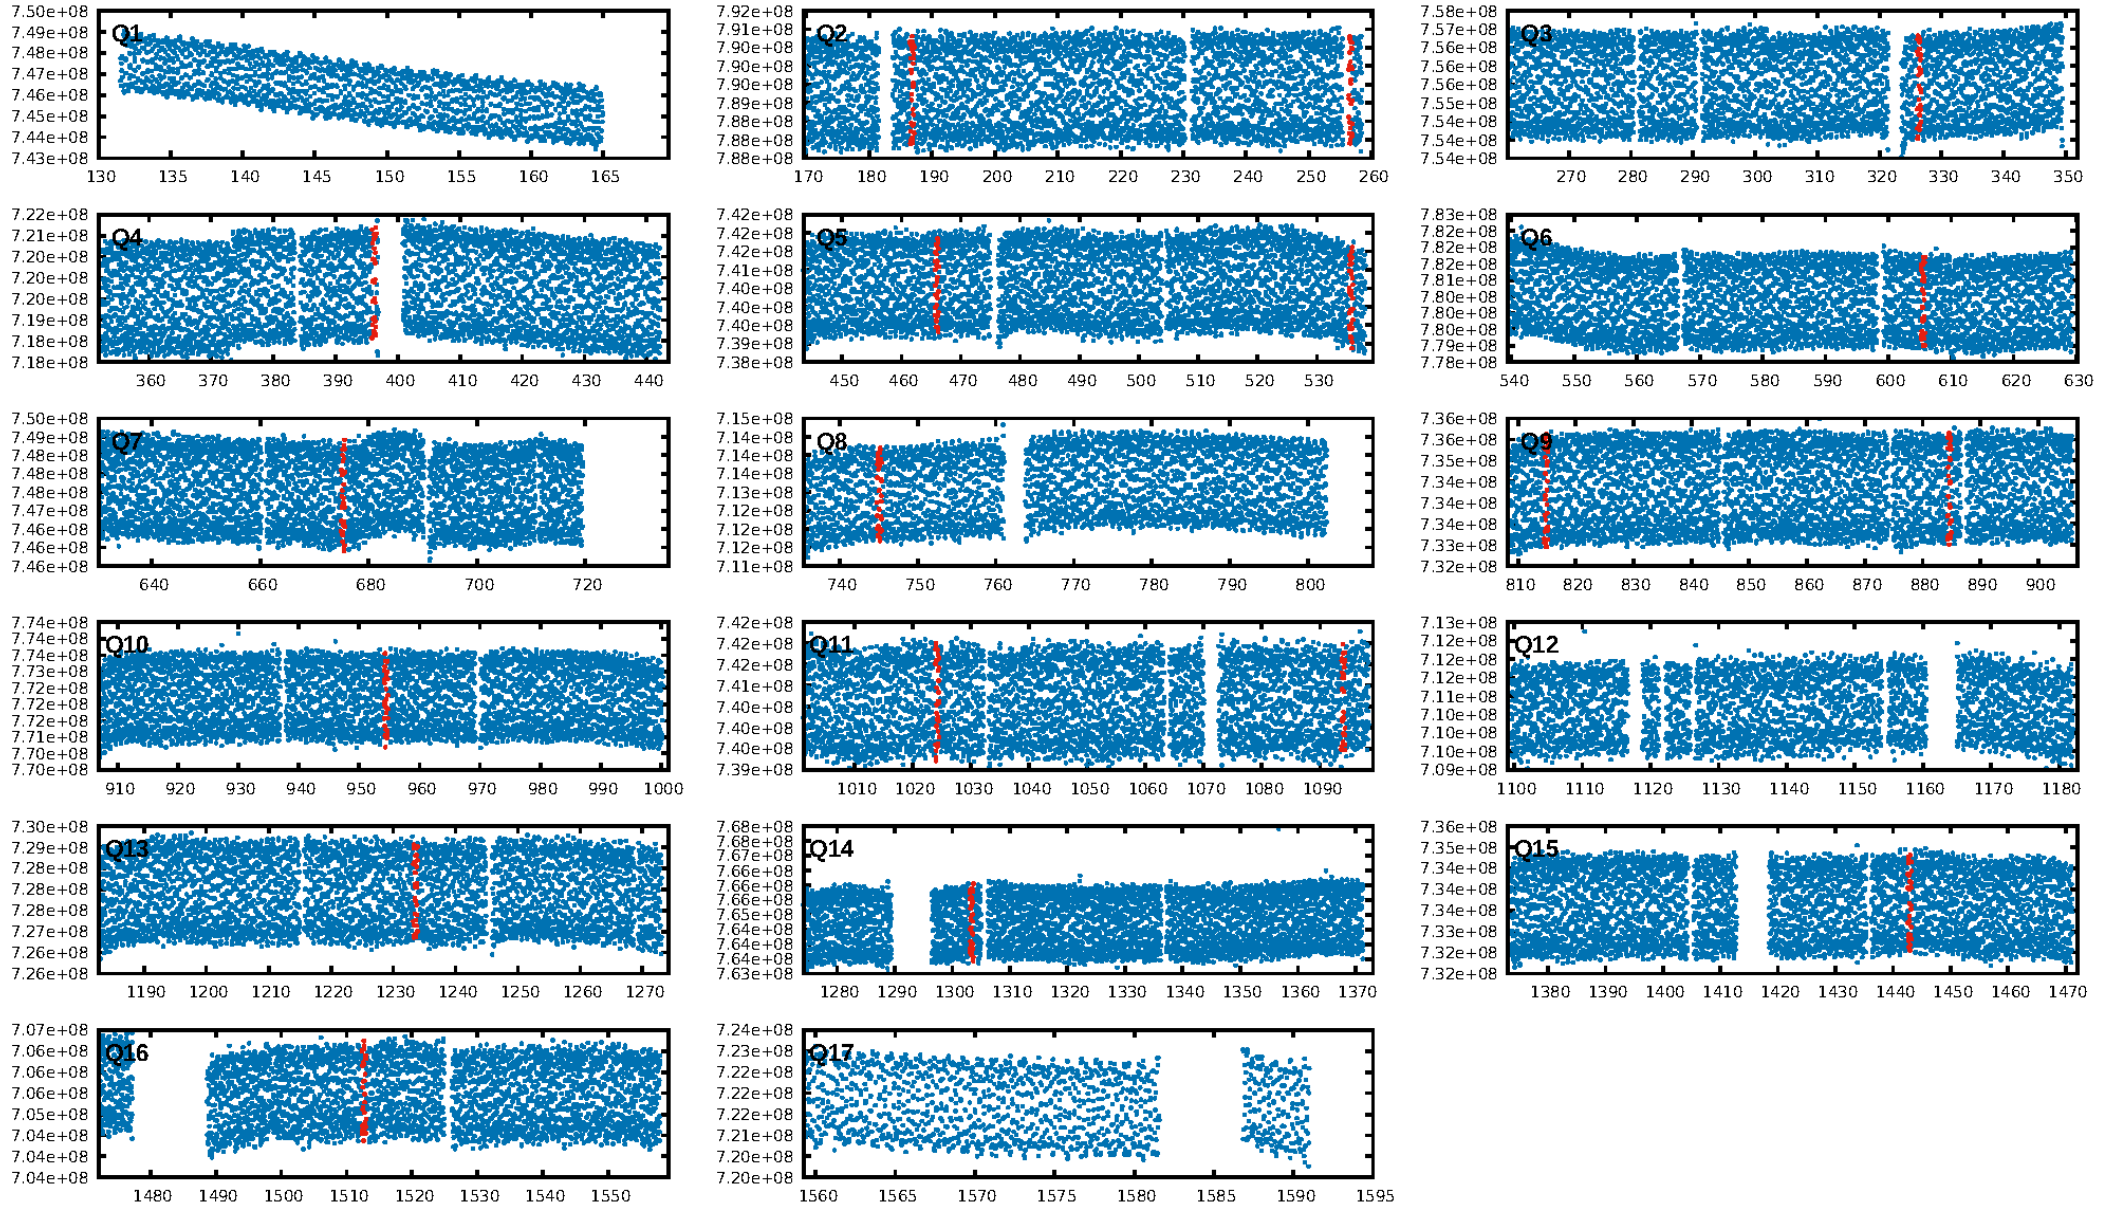 7.50e+08
7.49e+08
7.48e+08
7.47e+08
7.46e+08
7.45e+08
7.44e+08
7.43e+08
Q1
130 135 140 145 150 155 160 165
7.92e+08
7.91e+08
7.90e+08
7.90e+08
7.90e+08
7.89e+08
7.88e+08
7.88e+08
7.88e+08
Q2
170 180 190 200 210 220 230 240 250 260
7.58e+08
7.57e+08
7.56e+08
7.56e+08
7.56e+08
7.55e+08
7.54e+08
7.54e+08
7.54e+08
Q3
270 280 290 300 310 320 330 340 350
7.22e+08
7.21e+08
7.20e+08
7.20e+08
7.20e+08
7.19e+08
7.18e+08
7.18e+08
Q4
360 370 380 390 400 410 420 430 440
7.42e+08
7.42e+08
7.42e+08
7.41e+08
7.40e+08
7.40e+08
7.40e+08
7.39e+08
7.38e+08
Q5
450 460 470 480 490 500 510 520 530
7.83e+08
7.82e+08
7.82e+08
7.82e+08
7.81e+08
7.80e+08
7.80e+08
7.80e+08
7.79e+08
7.78e+08
Q6
540 550 560 570 580 590 600 610 620 630
7.50e+08
7.49e+08
7.48e+08
7.48e+08
7.48e+08
7.47e+08
7.46e+08
7.46e+08
7.46e+08
Q7
640 660 680 700 720
7.15e+08
7.14e+08
7.14e+08
7.14e+08
7.13e+08
7.12e+08
7.12e+08
7.12e+08
7.11e+08
Q8
740 750 760 770 780 790 800
7.36e+08
7.36e+08
7.35e+08
7.34e+08
7.34e+08
7.34e+08
7.33e+08
7.32e+08
Q9
810 820 830 840 850 860 870 880 890 900
7.74e+08
7.74e+08
7.74e+08
7.73e+08
7.72e+08
7.72e+08
7.72e+08
7.71e+08
7.70e+08
7.70e+08
Q10
910 920 930 940 950 960 970 980 990 1000
7.42e+08
7.42e+08
7.42e+08
7.41e+08
7.40e+08
7.40e+08
7.40e+08
7.39e+08
Q11
1010 1020 1030 1040 1050 1060 1070 1080 1090
7.13e+08
7.12e+08
7.12e+08
7.12e+08
7.11e+08
7.10e+08
7.10e+08
7.10e+08
7.09e+08
Q12
1100 1110 1120 1130 1140 1150 1160 1170 1180
7.30e+08
7.29e+08
7.28e+08
7.28e+08
7.28e+08
7.27e+08
7.26e+08
7.26e+08
Q13
1190 1200 1210 1220 1230 1240 1250 1260 1270
7.68e+08
7.68e+08
7.67e+08
7.66e+08
7.66e+08
7.66e+08
7.65e+08
7.64e+08
7.64e+08
7.64e+08
7.63e+08
Q14
1280 1290 1300 1310 1320 1330 1340 1350 1360 1370
7.36e+08
7.35e+08
7.34e+08
7.34e+08
7.34e+08
7.33e+08
7.32e+08
7.32e+08
Q15
1380 1390 1400 1410 1420 1430 1440 1450 1460 1470
7.07e+08
7.06e+08
7.06e+08
7.06e+08
7.05e+08
7.04e+08
7.04e+08
7.04e+08
Q16
1480 1490 1500 1510 1520 1530 1540 1550
7.24e+08
7.23e+08
7.22e+08
7.22e+08
7.22e+08
7.21e+08
7.20e+08
7.20e+08
Q17
1560 1565 1570 1575 1580 1585 1590 1595